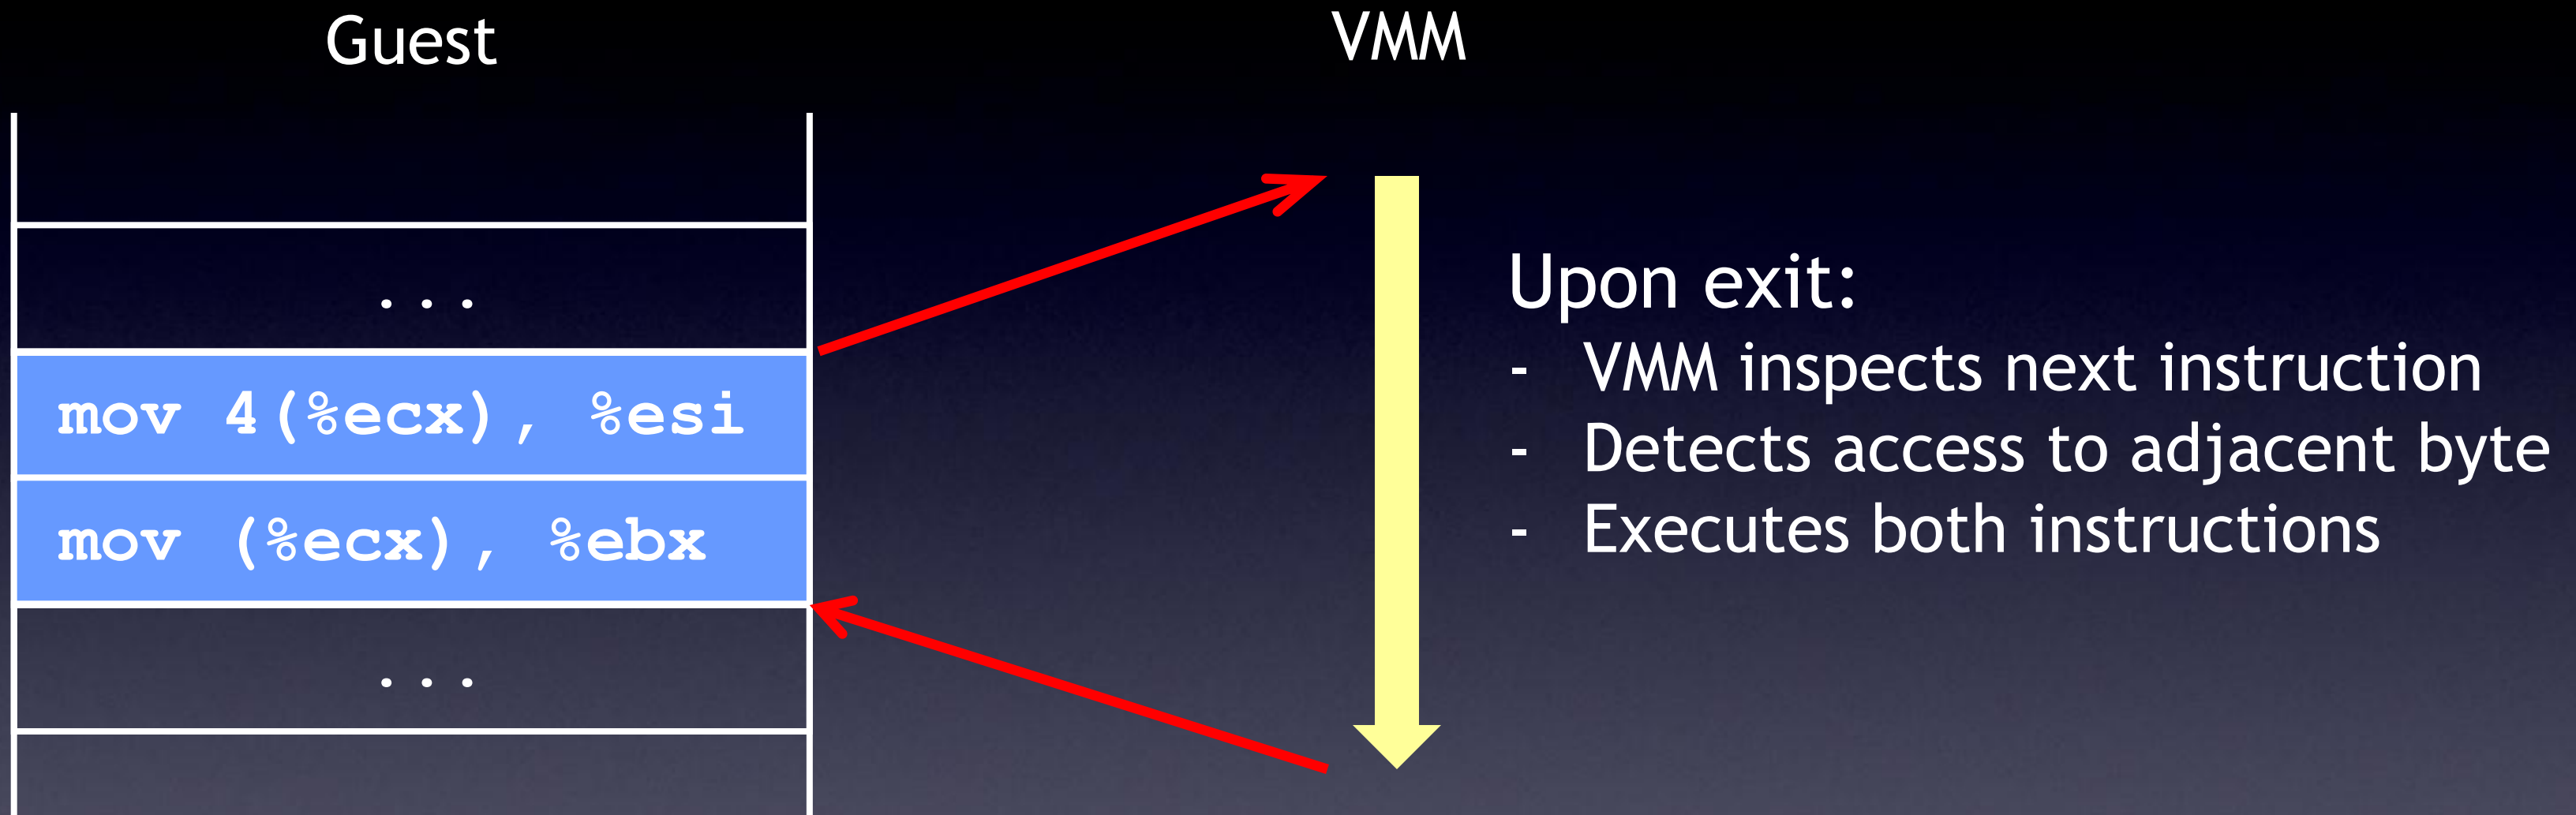 Guest
VMM
...
mov 4(%ecx), %esi
mov (%ecx), %ebx
...
Upon exit:
- VMM inspects next instruction
- Detects access to adjacent byte
- Executes both instructions